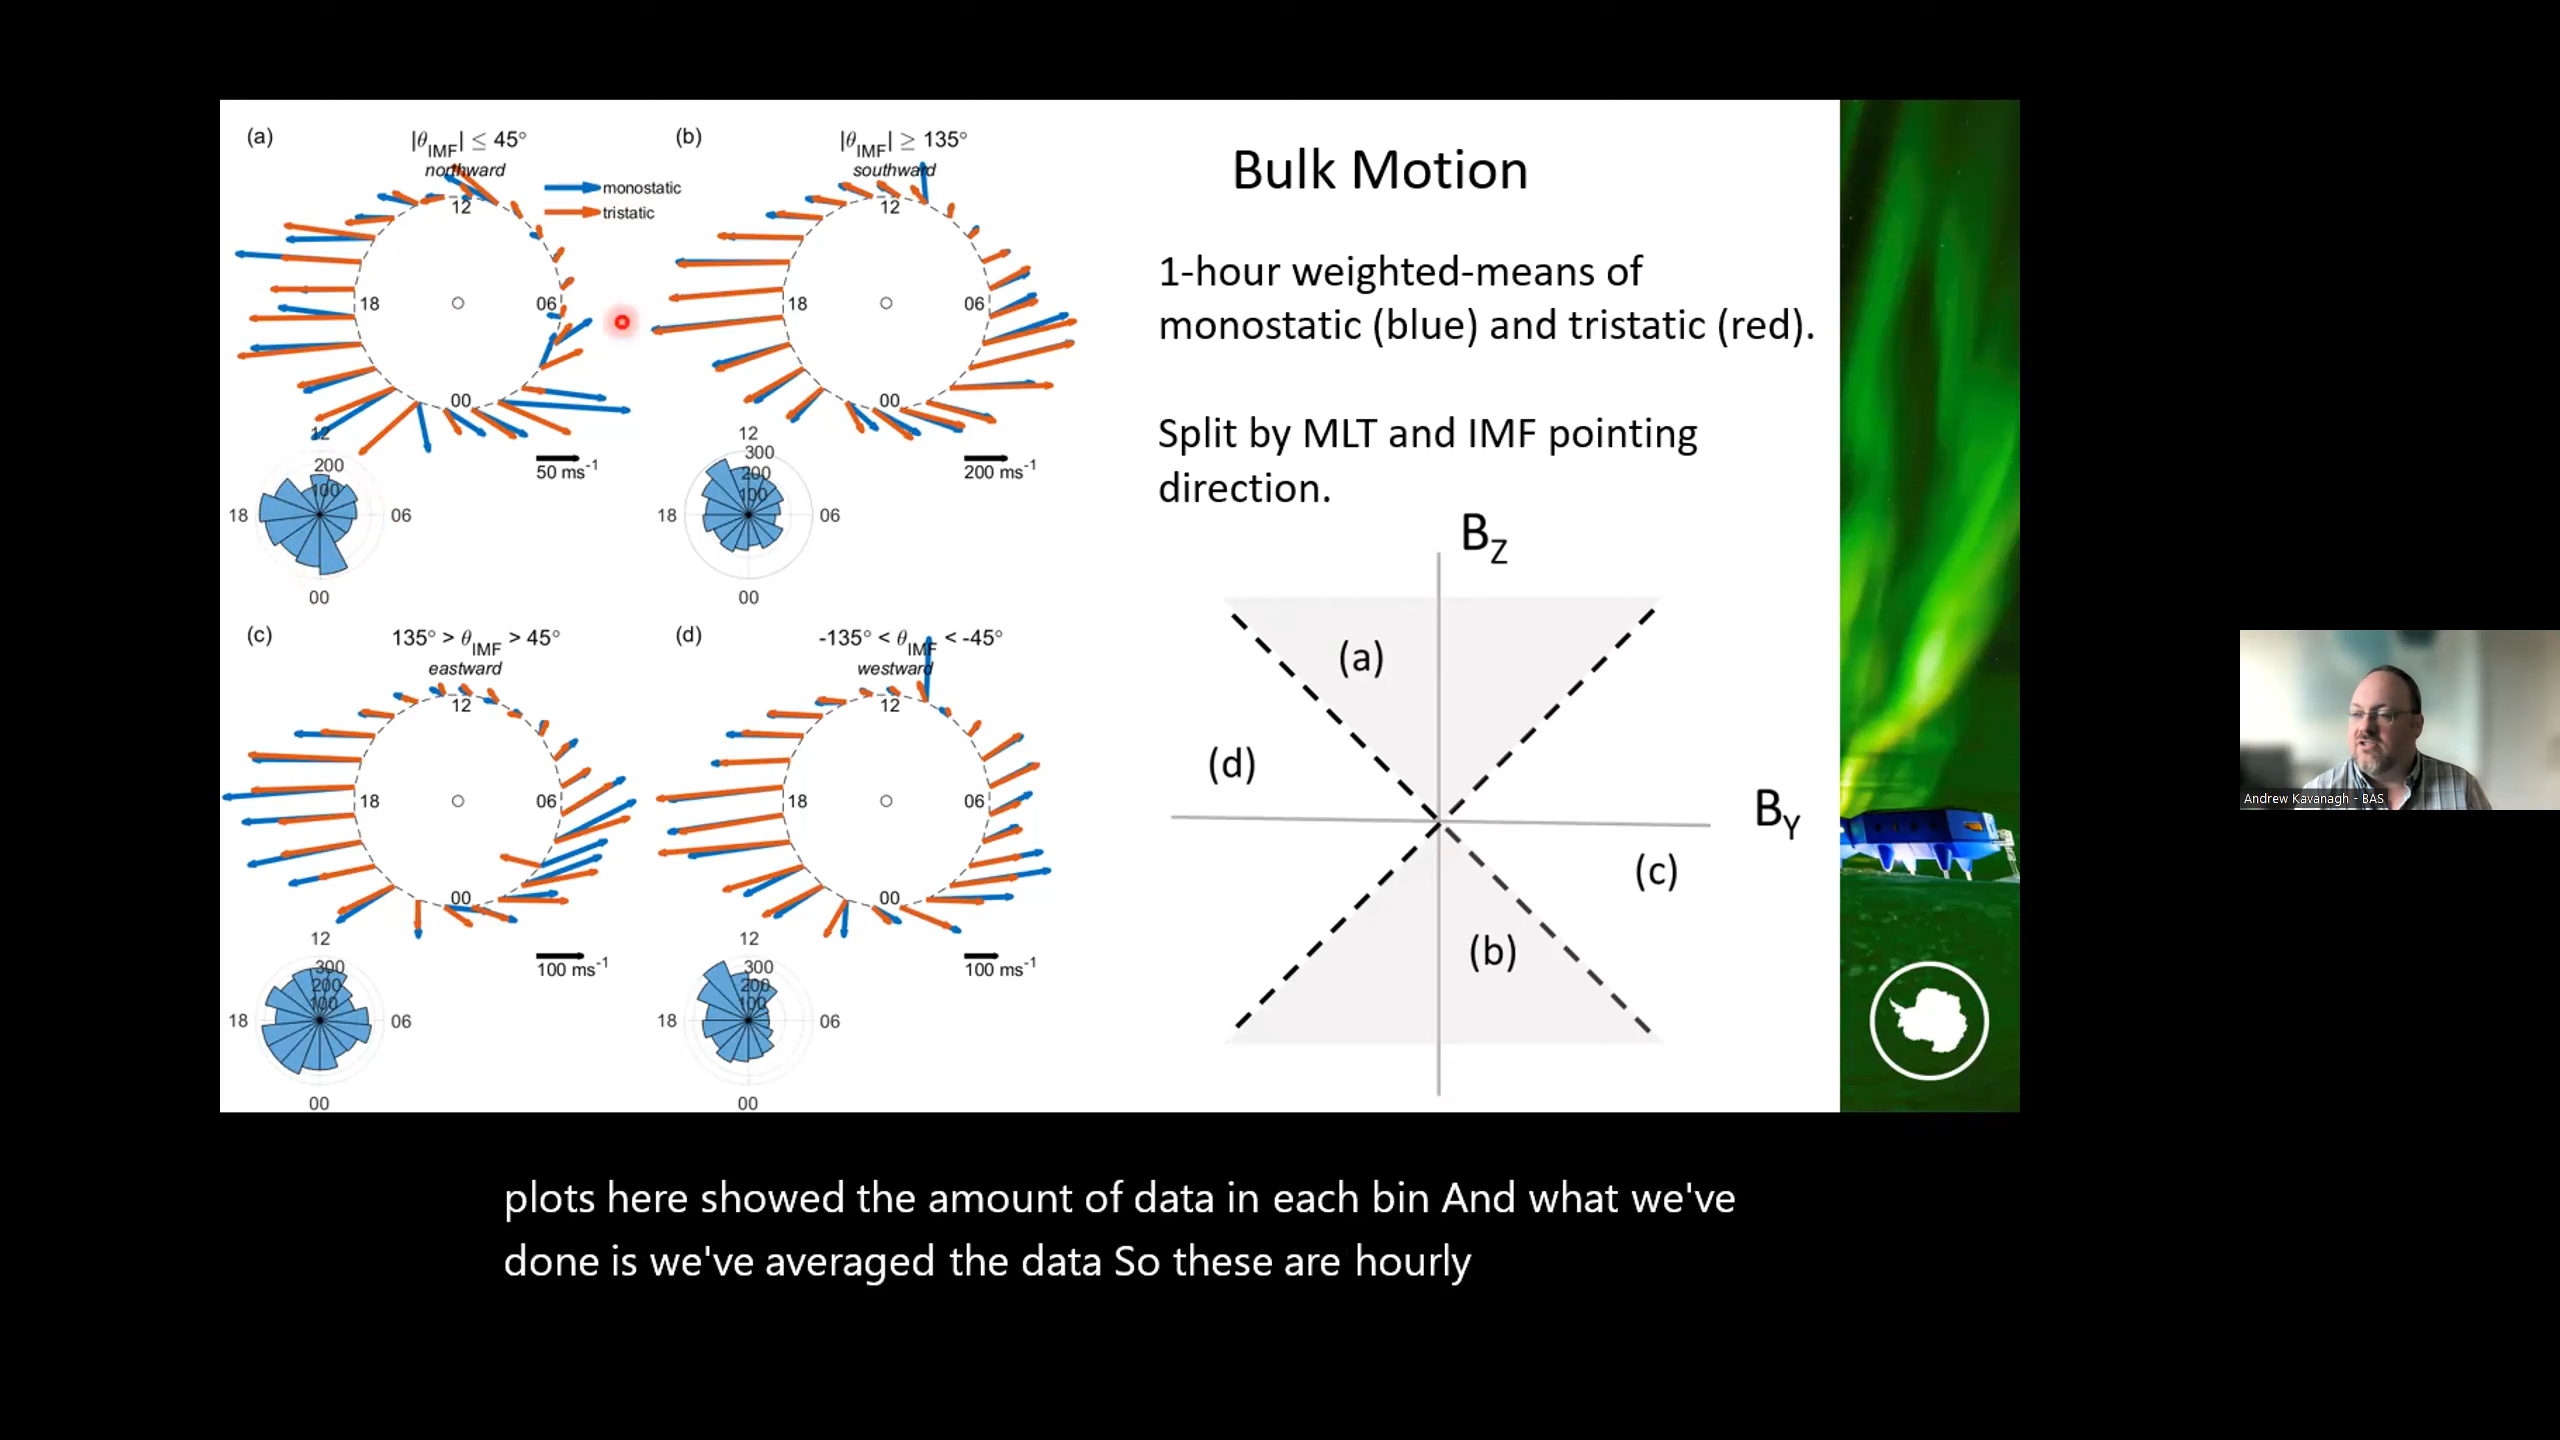 (a)
|θIMF| ≤ 45°
northward
monostatic
tristatic
12
18
06
00
50 ms-1
12
200
100
18
06
00
(b)
|θIMF| ≥ 135°
southward
12
18
06
00
200 ms-1
12
300
200
100
18
06
00
(c)
135° > θIMF > 45°
eastward
12
18
06
00
100 ms-1
12
300
200
100
18
06
00
(d)
-135° < θIMF < -45°
westward
12
18
06
00
100 ms-1
12
300
200
100
18
06
00
Bulk Motion
1-hour weighted-means of
monostatic (blue) and tristatic (red).
Split by MLT and IMF pointing
direction.
BZ
(a)
(d)
BY
(c)
(b)
Andrew Kavanagh - BAS
plots here showed the amount of data in each bin And what we've
done is we've averaged the data So these are hourly